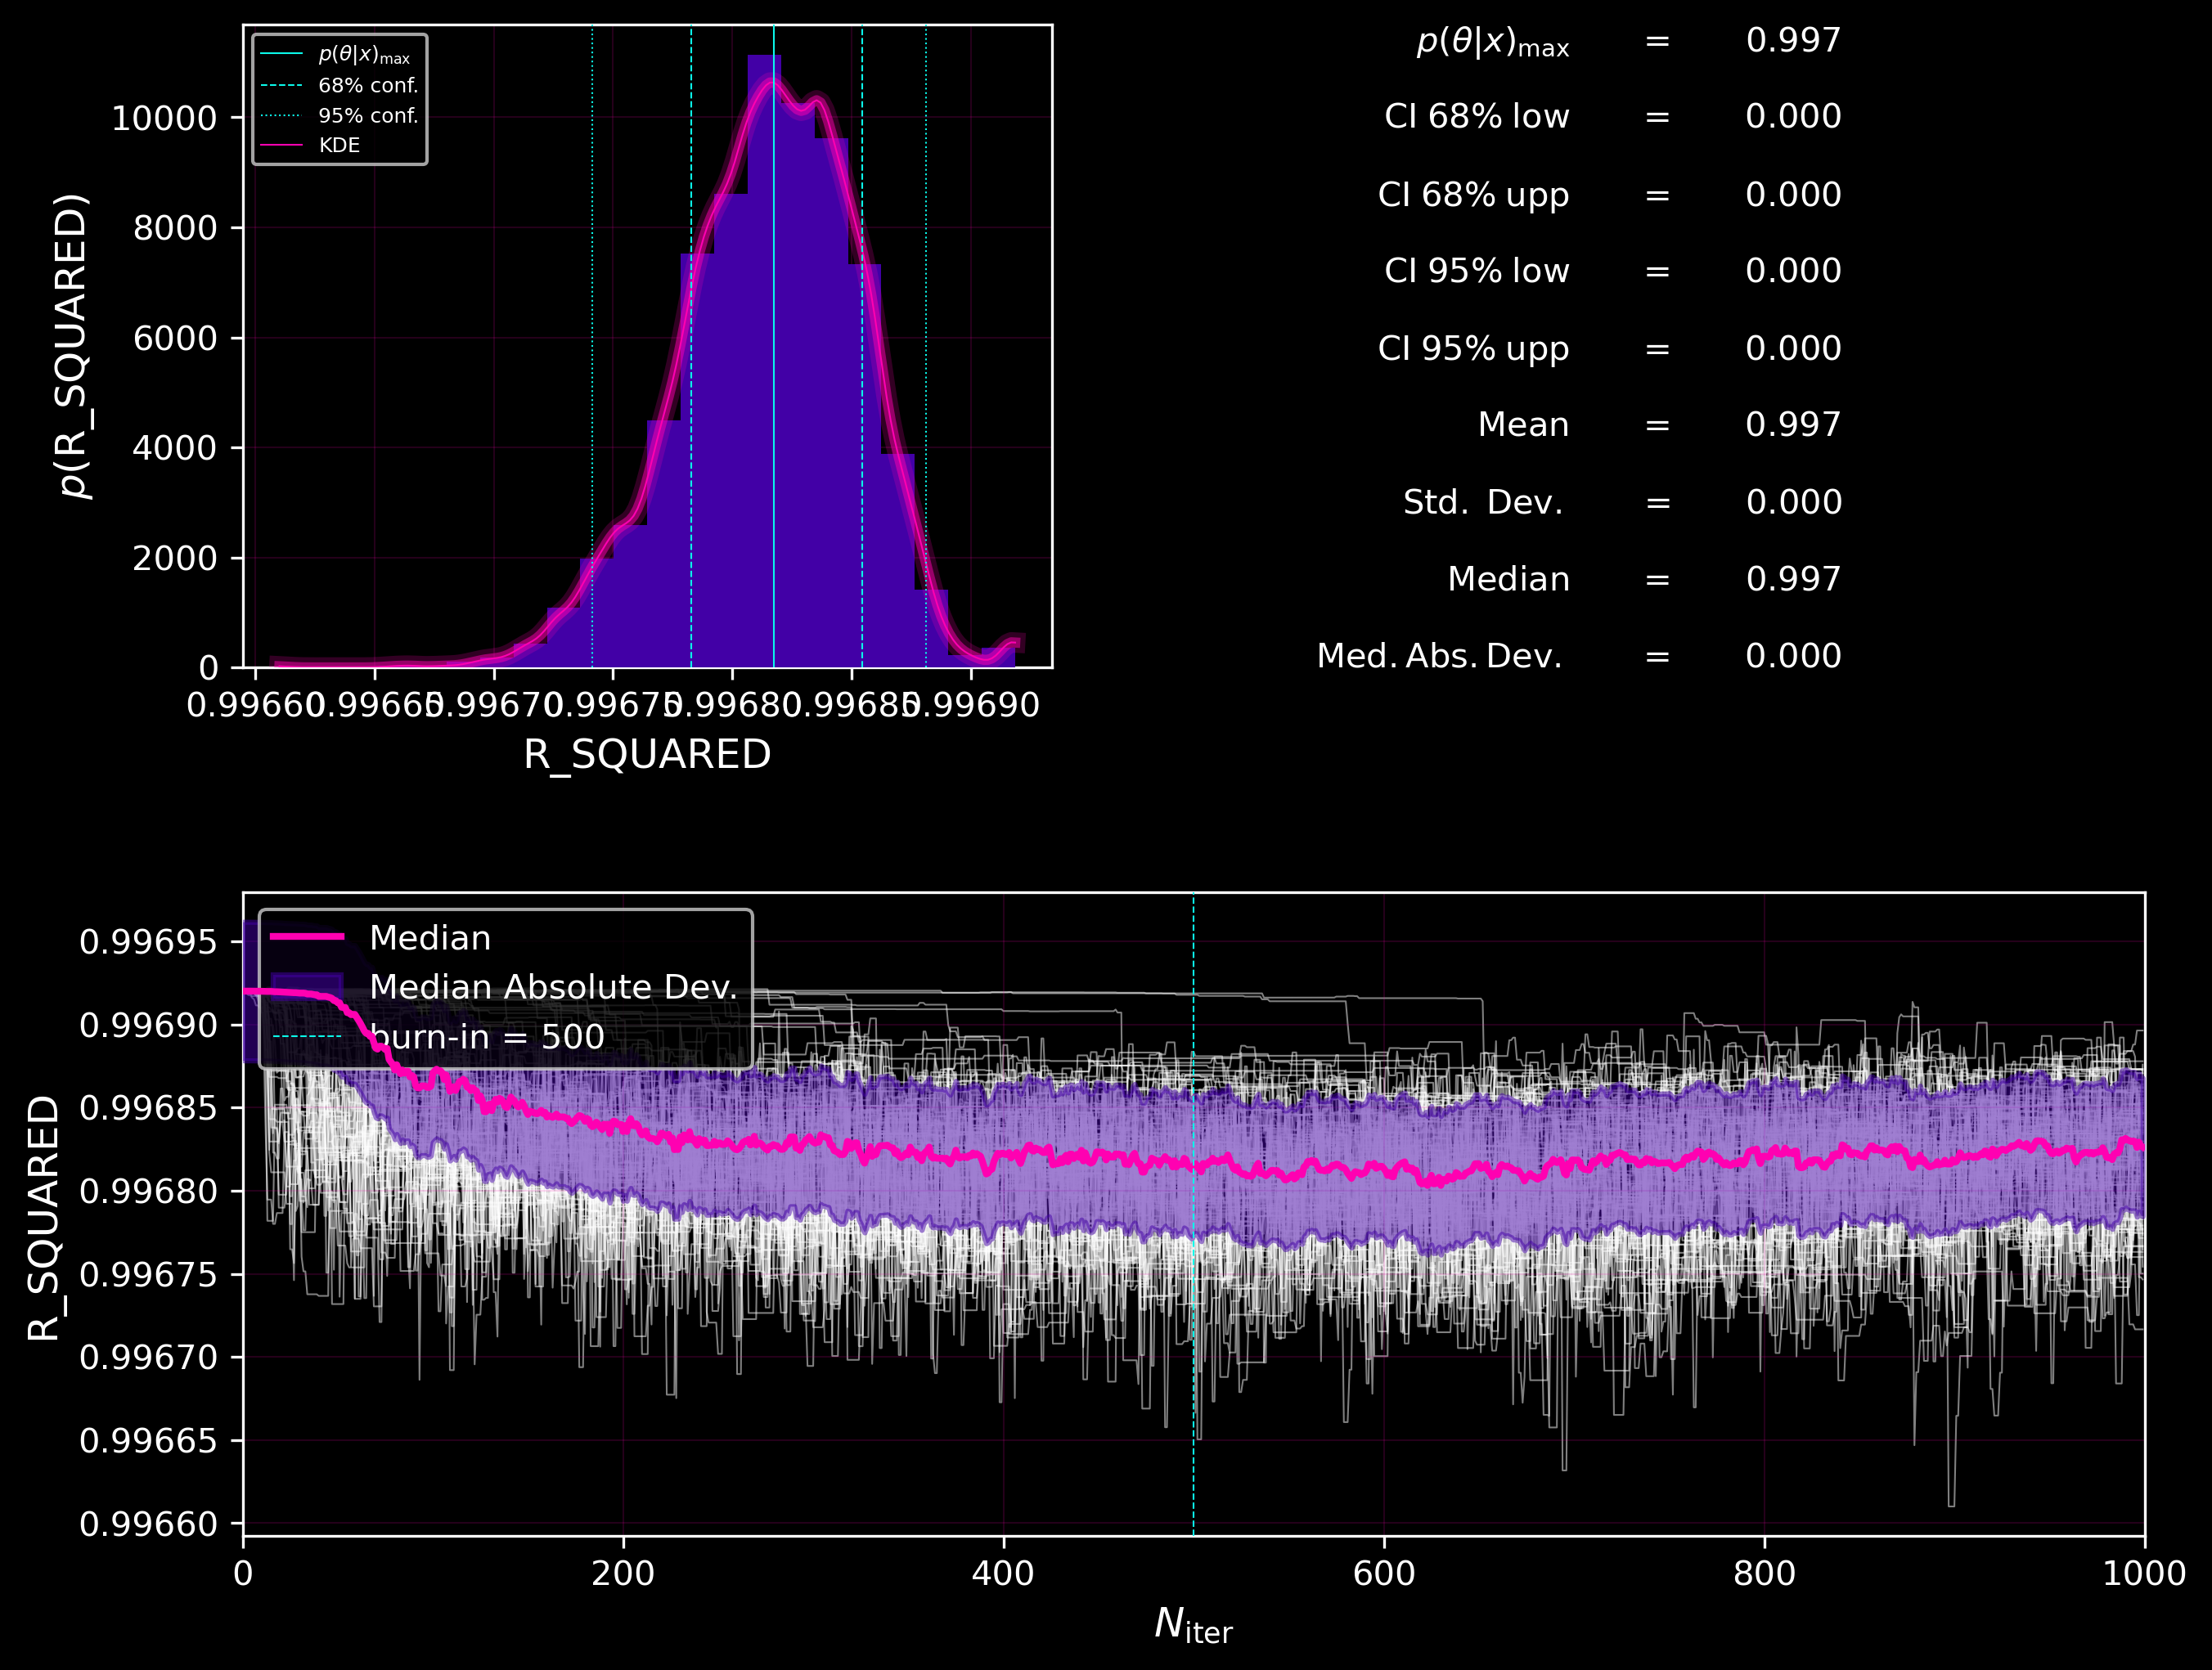 p(θ|x)max
68% conf.
95% conf.
KDE
10000
8000
6000
4000
2000
0
p(R_SQUARED)
0.99660 0.99665 0.99670 0.99675 0.99680 0.99685 0.99690
R_SQUARED
p(θ|x)max = 0.997
CI 68% low = 0.000
CI 68% upp = 0.000
CI 95% low = 0.000
CI 95% upp = 0.000
Mean = 0.997
Std. Dev. = 0.000
Median = 0.997
Med. Abs. Dev. = 0.000
Median
Median Absolute Dev.
burn-in = 500
0.99695
0.99690
0.99685
0.99680
0.99675
0.99670
0.99665
0.99660
R_SQUARED
0 200 400 600 800 1000
Niter